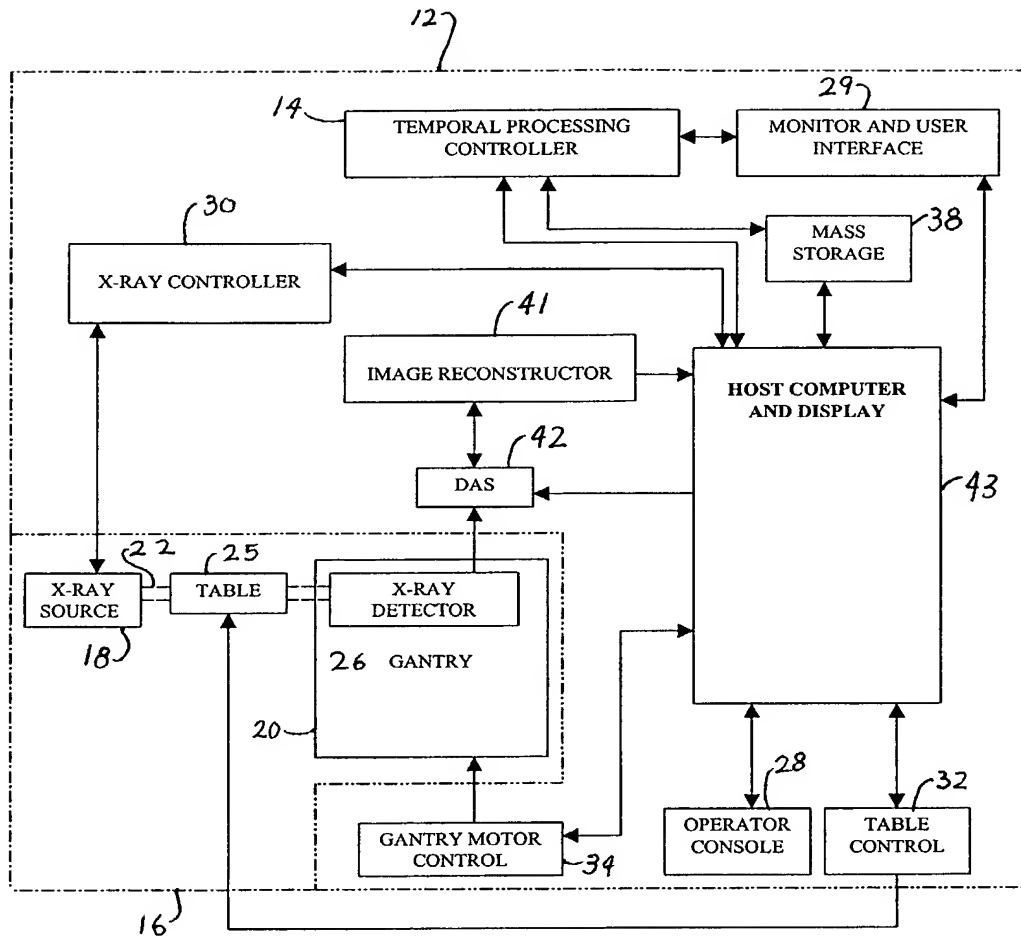 12
14
TEMPORAL PROCESSING
CONTROLLER
29
MONITOR AND USER
INTERFACE
30
X-RAY CONTROLLER
38
MASS
STORAGE
41
IMAGE RECONSTRUCTOR
HOST COMPUTER
AND DISPLAY
43
42
DAS
22
25
X-RAY
SOURCE
18
TABLE
X-RAY
DETECTOR
26
GANTRY
20
28
32
GANTRY MOTOR
CONTROL
34
OPERATOR
CONSOLE
TABLE
CONTROL
16